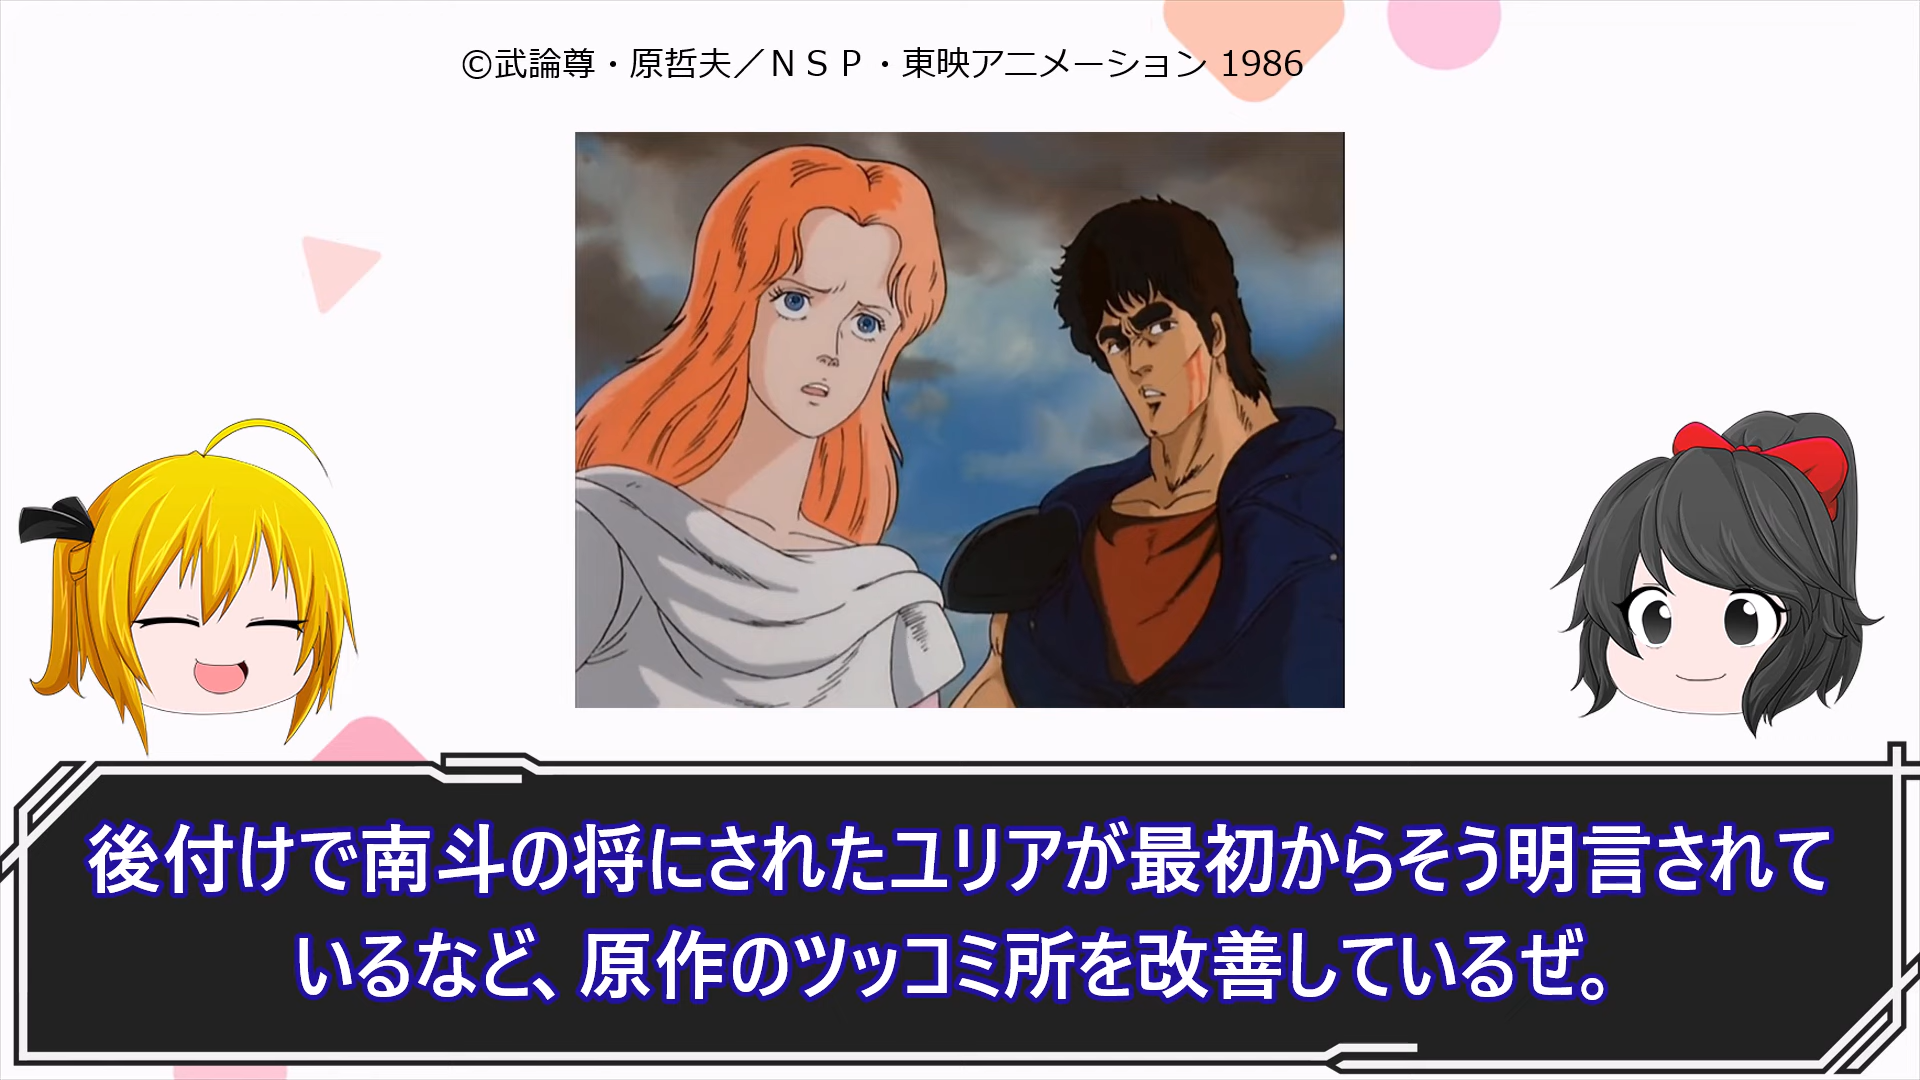 ©武論尊・原哲夫／ＮＳＰ・東映アニメーション 1986
後付けで南斗の将にされたユリアが最初からそう明言されて
いるなど、原作のツッコミ所を改善しているぜ。